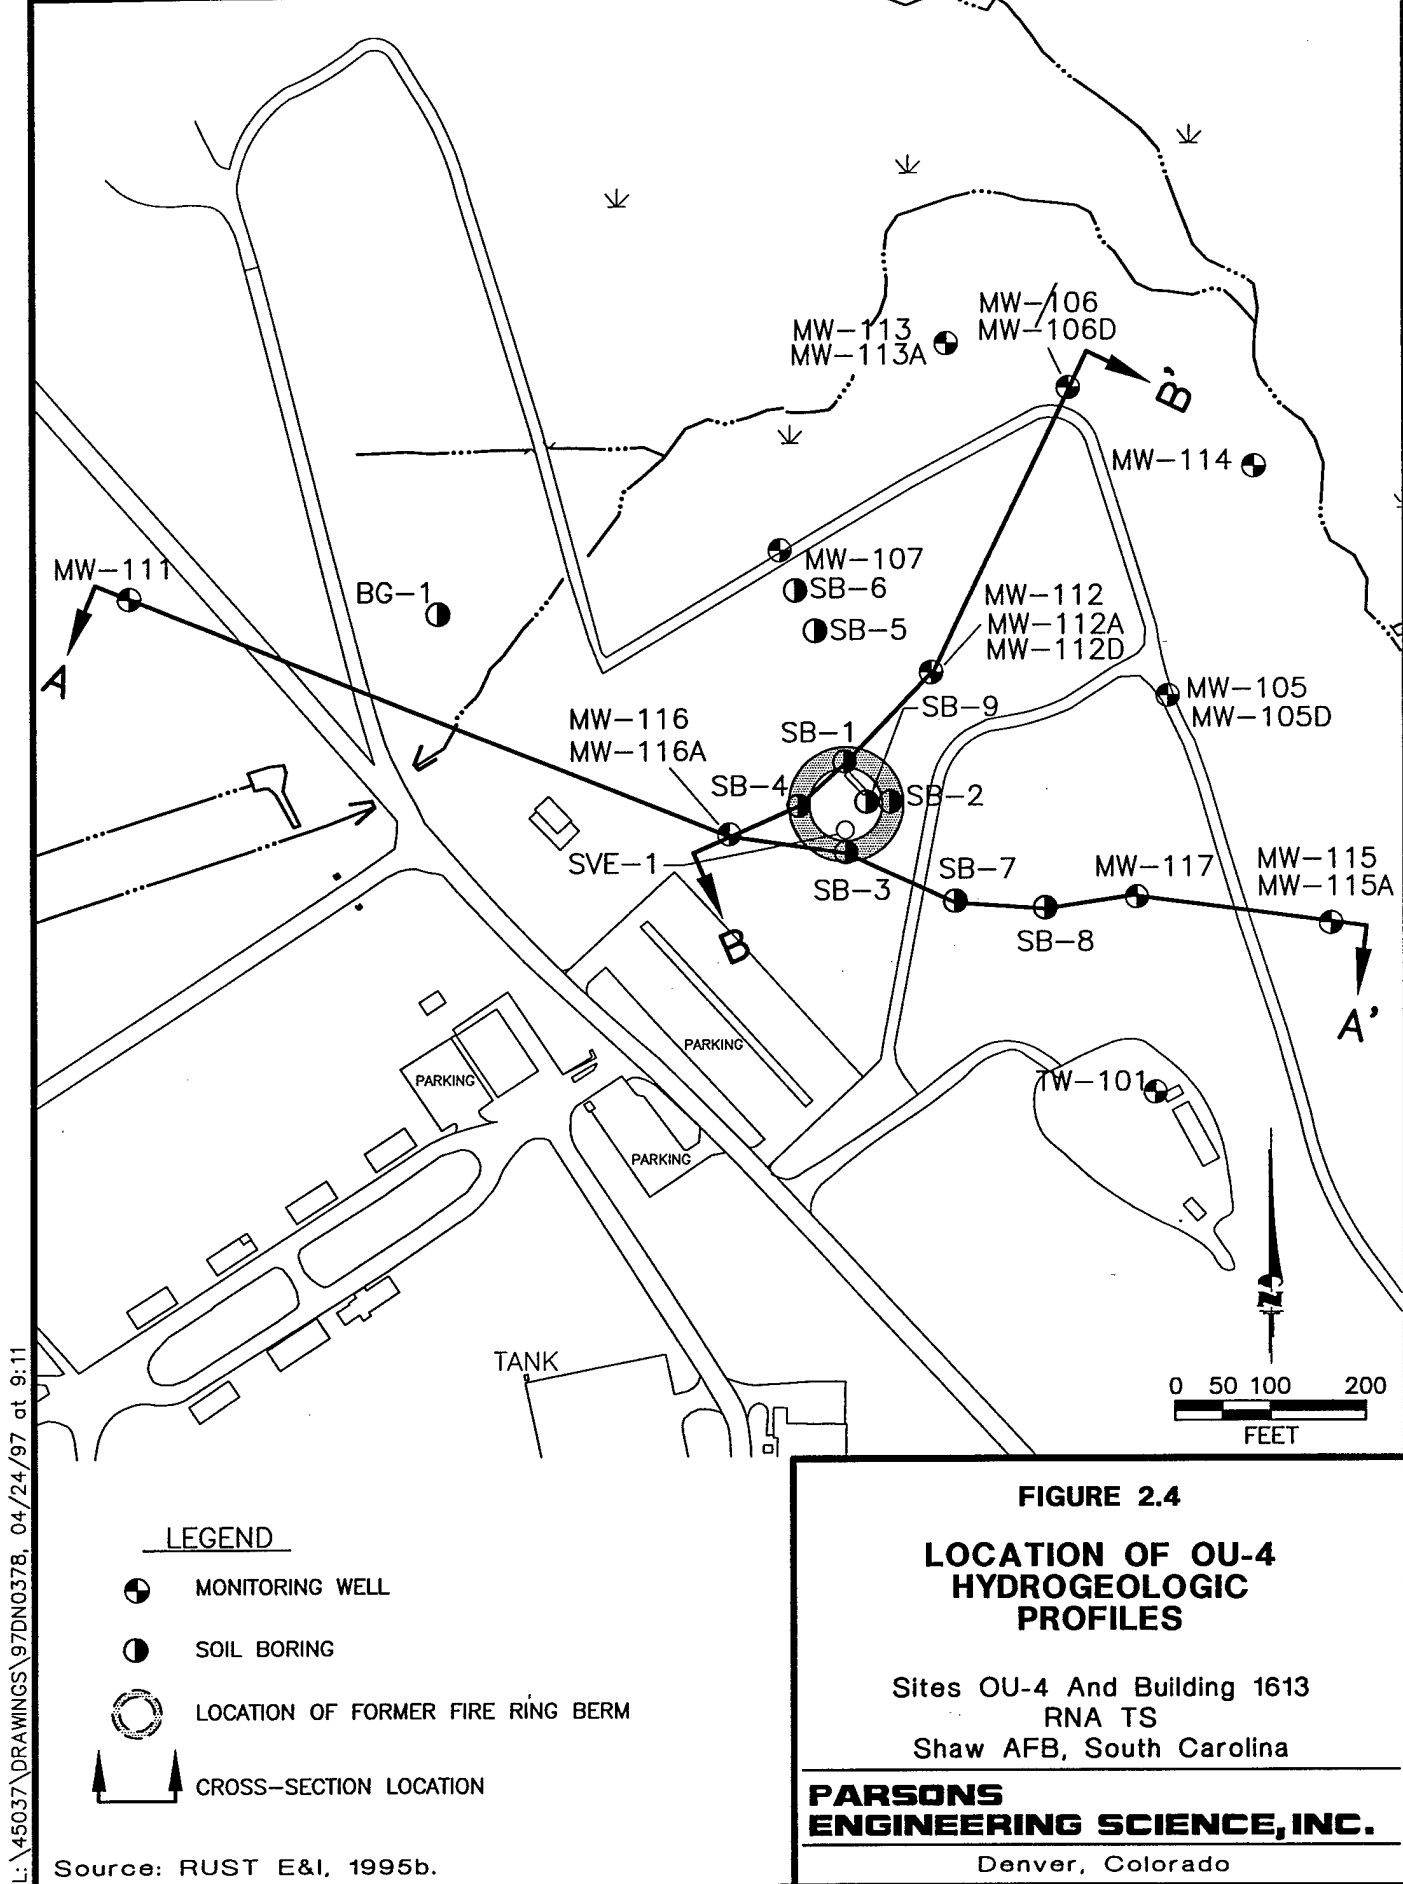 MW-106
MW-106D
MW-113
MW-113A
B'
MW-114
MW-111
BG-1
MW-107
SB-6
SB-5
MW-112
MW-112A
MW-112D
A
MW-105
MW-105D
SB-9
MW-116
MW-116A
SB-1
SB-4
SB-2
SVE-1
SB-3
SB-7
MW-117
MW-115
MW-115A
SB-8
B
A'
PARKING
PARKING
TW-101
PARKING
N
TANK
0 50 100 200
FEET
LEGEND
MONITORING WELL
SOIL BORING
LOCATION OF FORMER FIRE RING BERM
CROSS-SECTION LOCATION
Source: RUST E&I, 1995b.
L:\45037\DRAWINGS\97DN0378, 04/24/97 at 9:11
FIGURE 2.4
LOCATION OF OU-4
HYDROGEOLOGIC
PROFILES
Sites OU-4 And Building 1613
RNA TS
Shaw AFB, South Carolina
PARSONS
ENGINEERING SCIENCE, INC.
Denver, Colorado